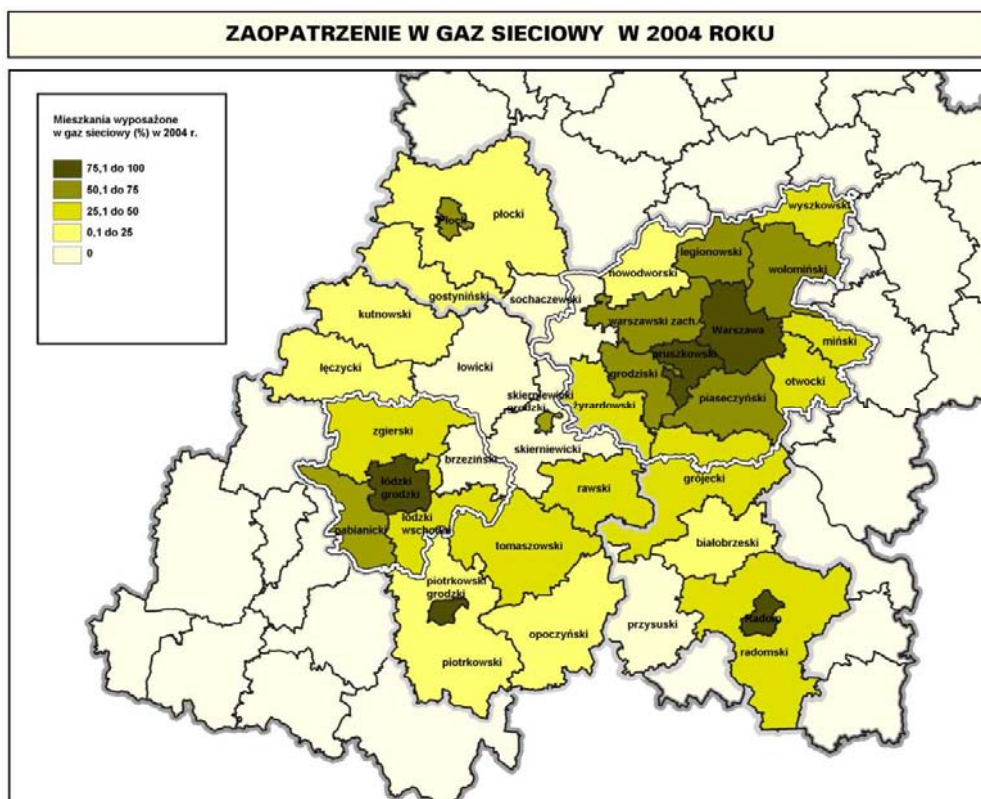 ZAOPATRZENIE W GAZ SIECIOWY W 2004 ROKU
Mieszkania wyposażone
w gaz sieciowy (%) w 2004 r.
75,1 do 100
50,1 do 75
25,1 do 50
0,1 do 25
0
wyszkowski
płocki
Płock
legionowski
wołomiński
nowodworski
gostyniński
sochaczewski
kutnowski
warszawski zach.
Warszawa
miński
pruszkowski
łęczycki
łowicki
grodziski
otwocki
skierniewicki
grodzki
żyrardowski
piaseczyński
zgierski
skierniewicki
brzeziński
łódzki
grodzki
rawski
grójecki
pabianicki
łódzki
wschowni
tomaszowski
białobrzeski
piotrkowski
grodzki
przysuski
Radom
opoczyński
radomski
piotrkowski